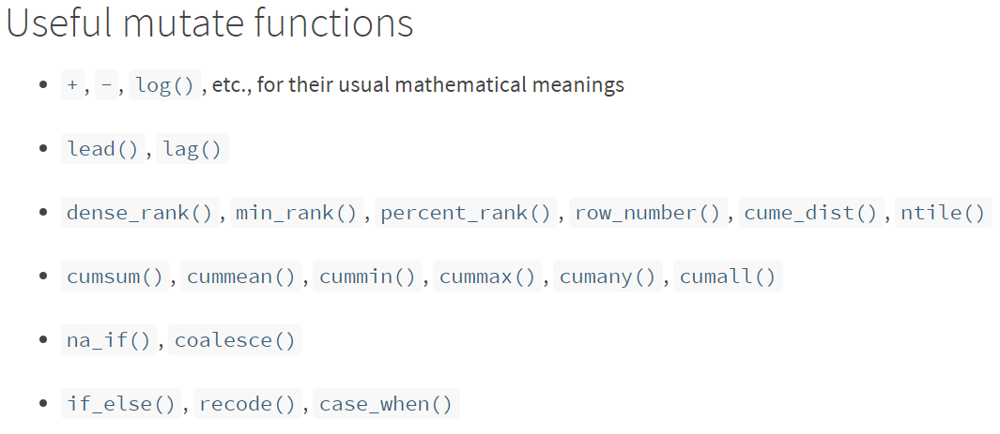 Useful mutate functions
• +, -, log(), etc., for their usual mathematical meanings
• lead(), lag()
• dense_rank(), min_rank(), percent_rank(), row_number(), cume_dist(), ntile()
• cumsum(), cummean(), cummin(), cummax(), cumany(), cumall()
• na_if(), coalesce()
• if_else(), recode(), case_when()